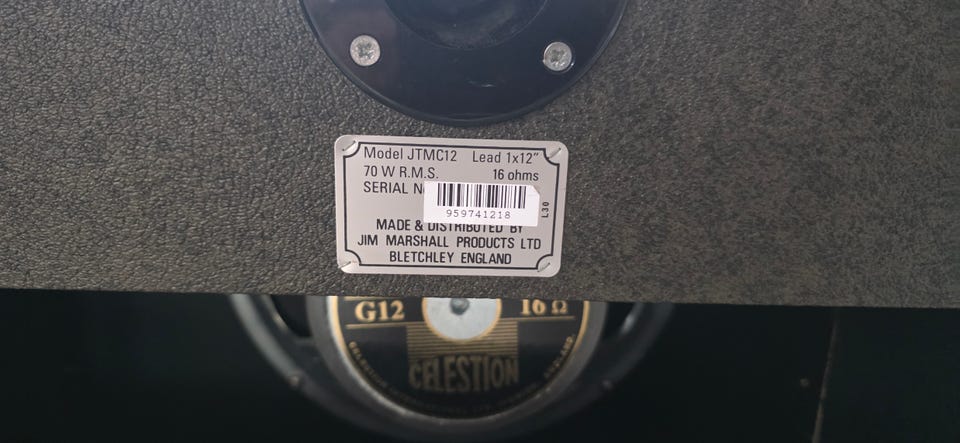 Model JTMC12 Lead 1x12"
70 W R.M.S. 16 ohms
SERIAL
959741218
L30
MADE & DISTRIBUTED BY
JIM MARSHALL PRODUCTS LTD
BLETCHLEY ENGLAND
G12 16 Ω
CELESTION